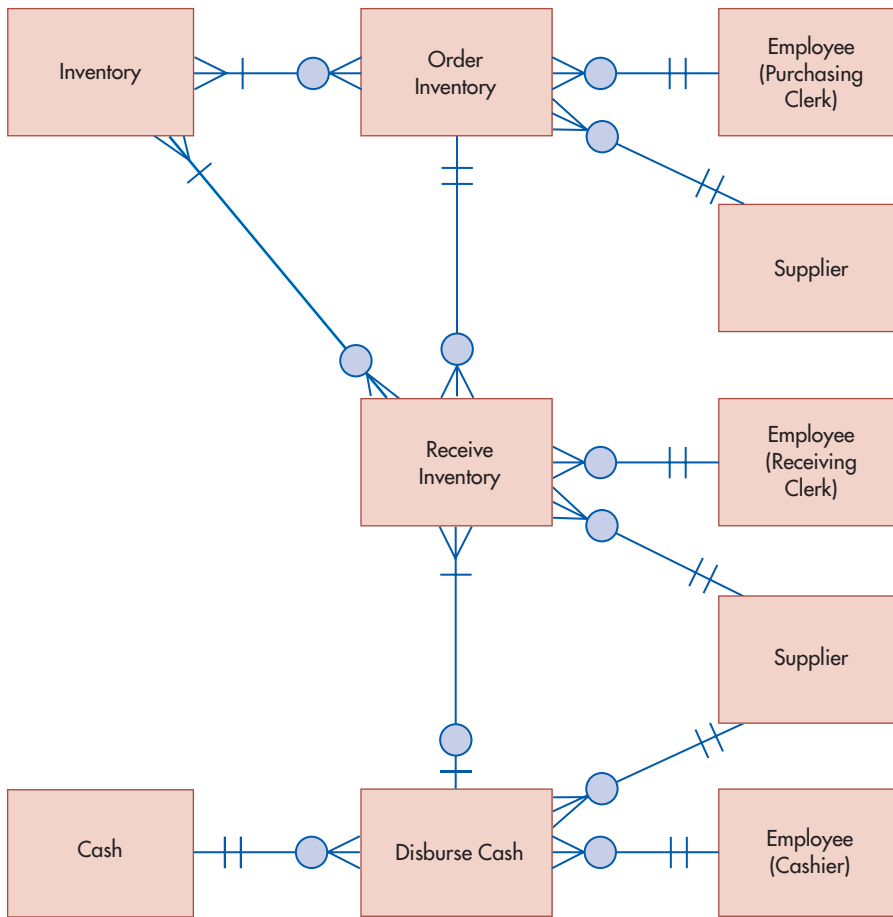 Inventory
Order
Inventory
Employee
(Purchasing
Clerk)
Supplier
Receive
Inventory
Employee
(Receiving
Clerk)
Supplier
Cash
Disburse Cash
Employee
(Cashier)